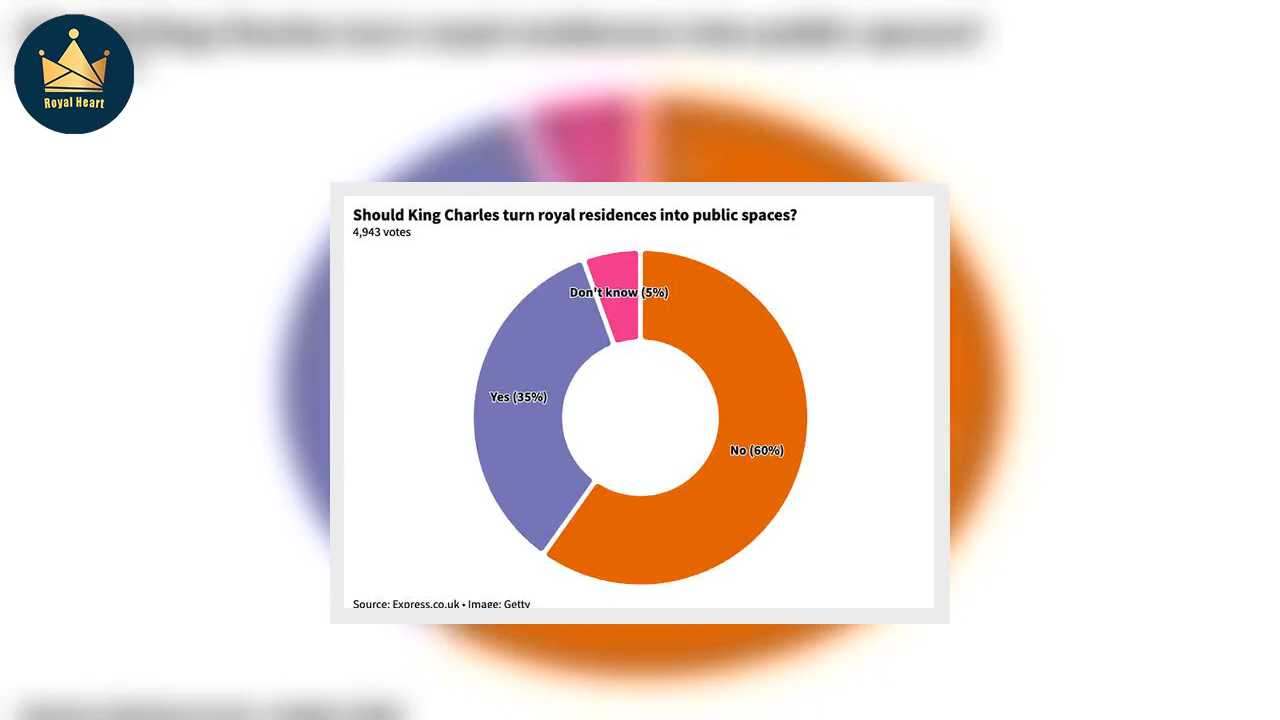 Royal Heart
Should King Charles turn royal residences into public spaces?
4,943 votes
Don't know (5%)
Yes (35%)
No (60%)
Source: Express.co.uk • Image: Getty